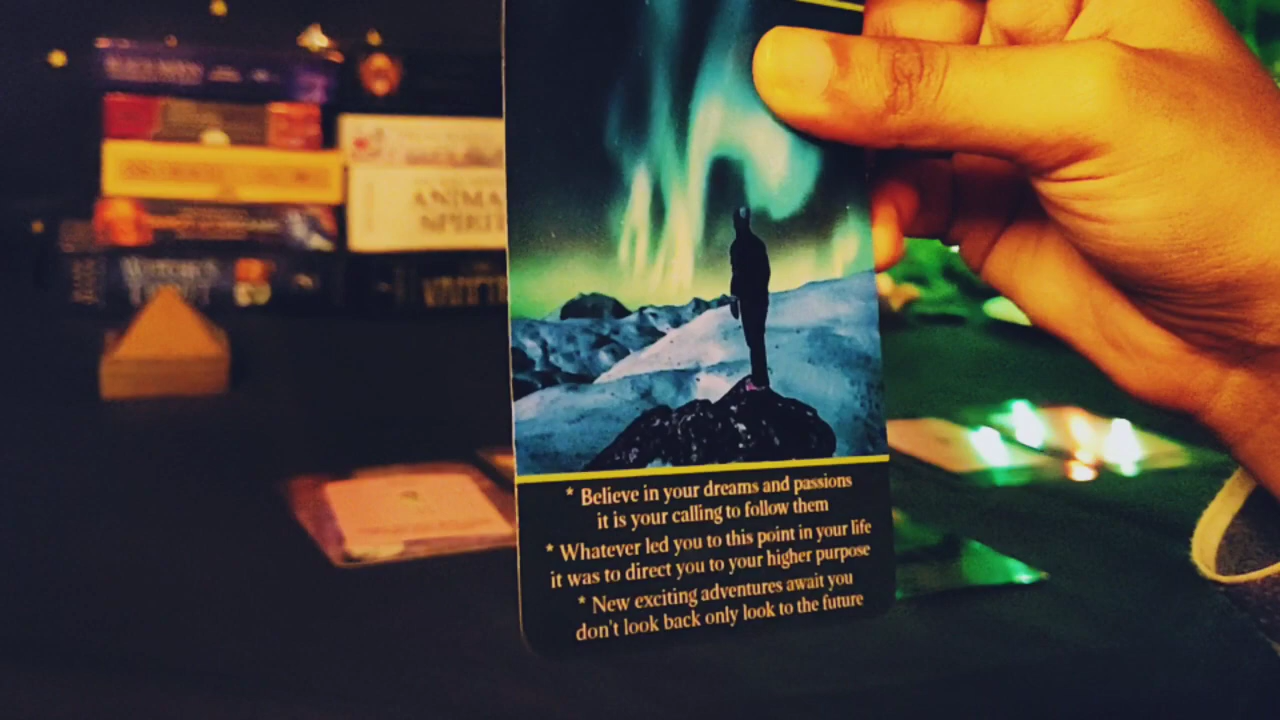 ANIMA
SPIRIT
* Believe in your dreams and passions
it is your calling to follow them
* Whatever led you to this point in your life
it was to direct you to your higher purpose
* New exciting adventures await you
don't look back only look to the future